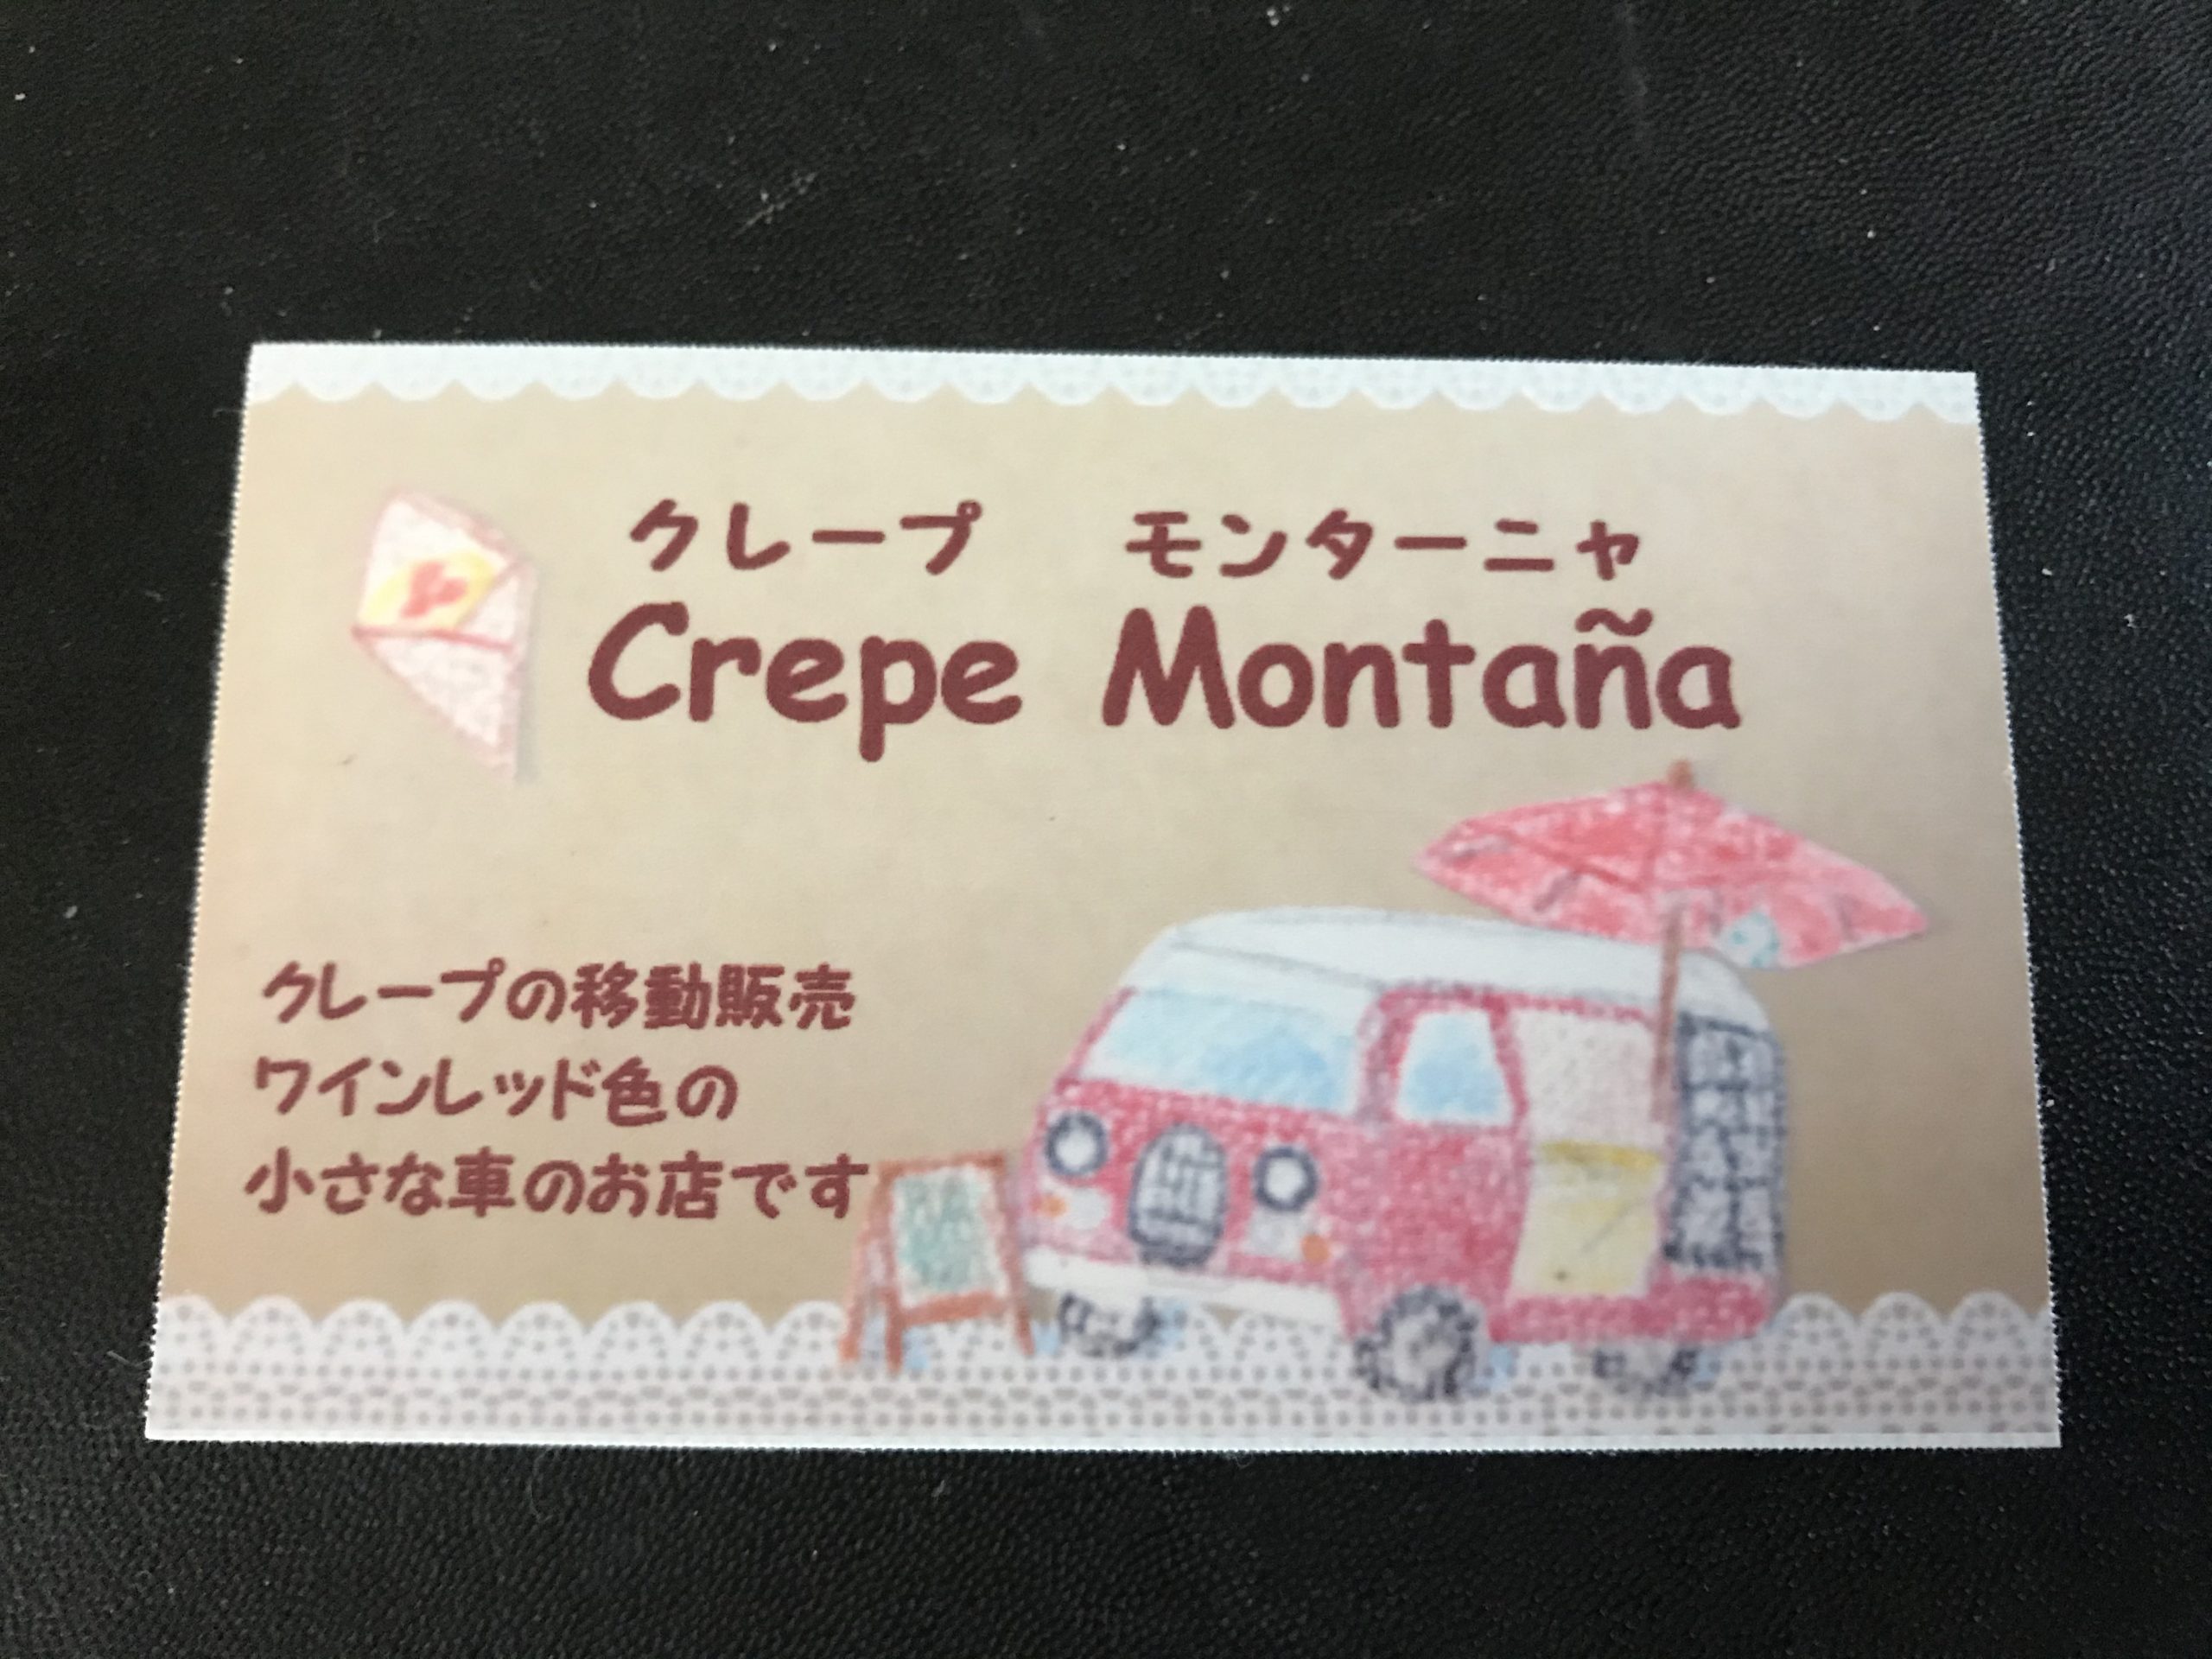 クレープ　モンターニャ
Crepe Montaña
クレープの移動販売
ワインレッド色の
小さな車のお店です